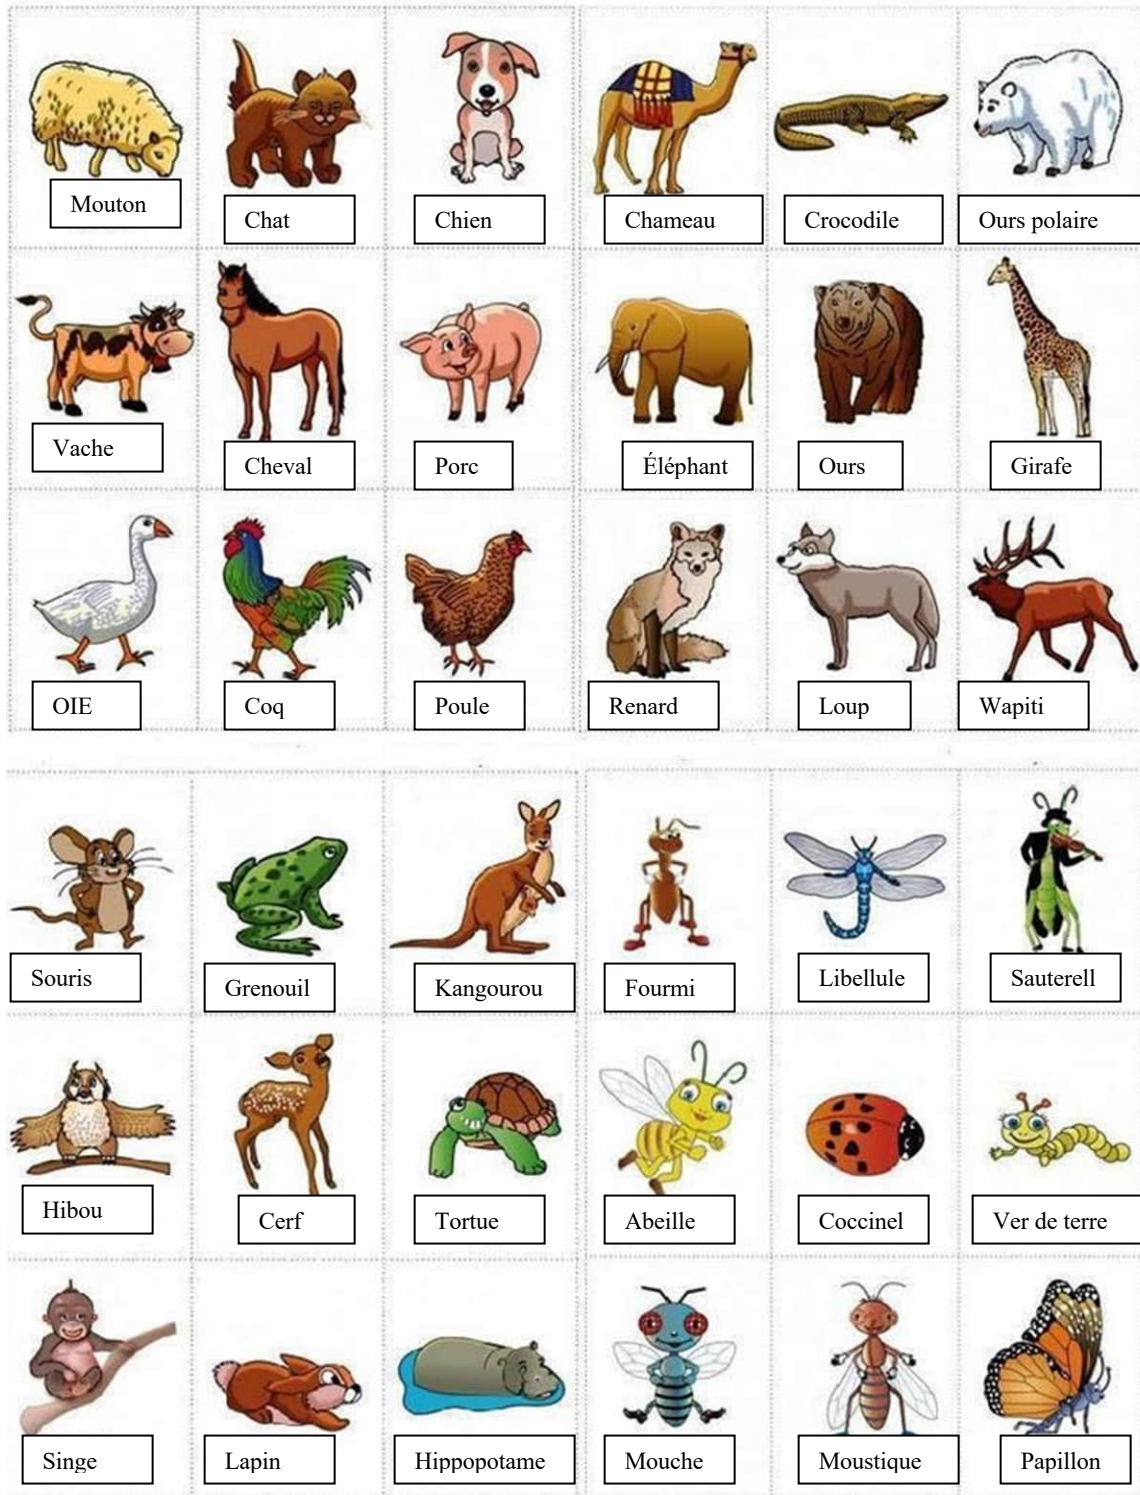 Mouton
Chat
Chien
Chameau
Crocodile
Ours polaire
Vache
Cheval
Porc
Éléphant
Ours
Girafe
OIE
Coq
Poule
Renard
Loup
Wapiti
Souris
Grenouil
Kangourou
Fourmi
Libellule
Sauterell
Hibou
Cerf
Tortue
Abeille
Coccinel
Ver de terre
Singe
Lapin
Hippopotame
Mouche
Moustique
Papillon